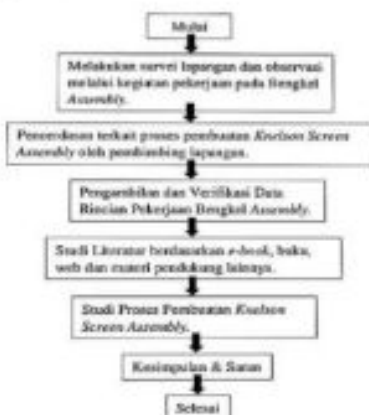 Mulai
Melakukan survei lapangan dan observasi
melalui kegiatan pekerjaan pada Bengkel
Assembly.
Pencerdasan terkait proses pembuatan Knelson Screen
Assembly oleh pembimbing lapangan.
Pengambilan dan Verifikasi Data
Rincian Pekerjaan Bengkel Assembly.
Studi Literatur berdasarkan e-book, buku,
web dan materi pendukung lainnya.
Studi Proses Pembuatan Knelson
Screen Assembly.
Kesimpulan & Saran
Selesai